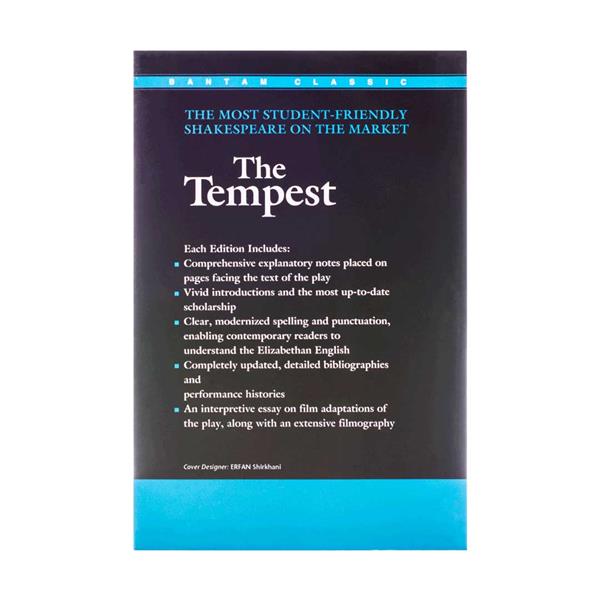 BANTAM CLASSIC
THE MOST STUDENT-FRIENDLY
SHAKESPEARE ON THE MARKET
The
Tempest
Each Edition Includes:
▪ Comprehensive explanatory notes placed on
pages facing the text of the play
▪ Vivid introductions and the most up-to-date
scholarship
▪ Clear, modernized spelling and punctuation,
enabling contemporary readers to
understand the Elizabethan English
▪ Completely updated, detailed bibliographies
and
performance histories
▪ An interpretive essay on film adaptations of
the play, along with an extensive filmography
Cover Designer: ERFAN Shirkhani